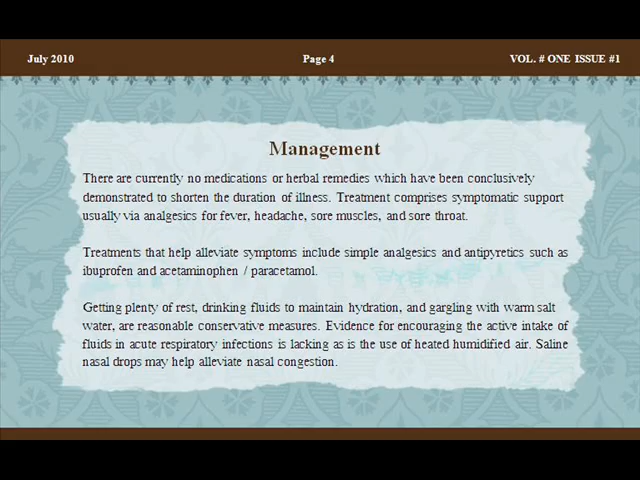 July 2010 Page 4 VOL. # ONE ISSUE #1
Management
There are currently no medications or herbal remedies which have been conclusively
demonstrated to shorten the duration of illness. Treatment comprises symptomatic support
usually via analgesics for fever, headache, sore muscles, and sore throat.
Treatments that help alleviate symptoms include simple analgesics and antipyretics such as
ibuprofen and acetaminophen / paracetamol.
Getting plenty of rest, drinking fluids to maintain hydration, and gargling with warm salt
water, are reasonable conservative measures. Evidence for encouraging the active intake of
fluids in acute respiratory infections is lacking as is the use of heated humidified air. Saline
nasal drops may help alleviate nasal congestion.